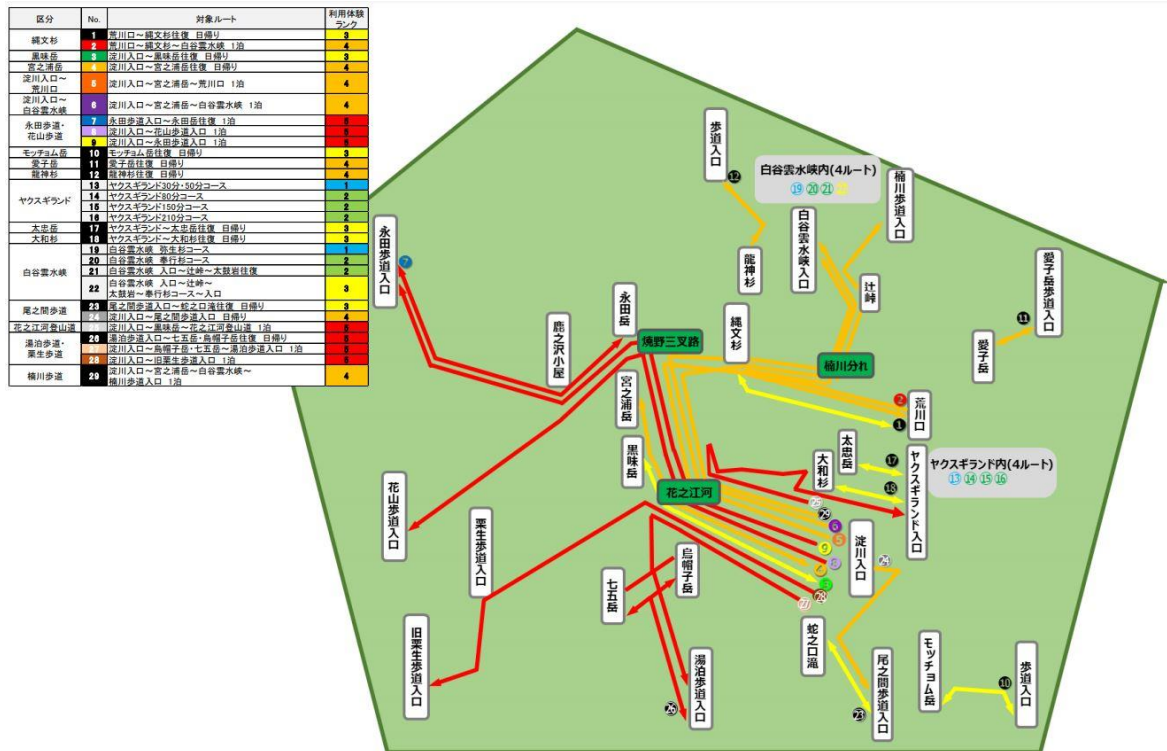 区分 No. 対象ルート 利用体験ランク
縄文杉 1 荒川口～縄文杉往復 日帰り 3
2 荒川口～縄文杉～白谷雲水峡 1泊 4
黒味岳 3 淀川入口～黒味岳往復 日帰り 3
宮之浦岳 4 淀川入口～宮之浦岳往復 日帰り 4
淀川入口～荒川口 5 淀川入口～宮之浦岳～荒川口 1泊 4
淀川入口～白谷雲水峡 6 淀川入口～宮之浦岳～白谷雲水峡 1泊 4
永田歩道・花山歩道 7 永田歩道入口～永田岳往復 1泊 5
8 淀川入口～花山歩道入口 1泊 5
9 淀川入口～永田歩道入口 1泊 5
モッチョム岳 10 モッチョム岳往復 日帰り 3
愛子岳 11 愛子岳往復 日帰り 4
龍神杉 12 龍神杉往復 日帰り 4
ヤクスギランド 13 ヤクスギランド30分・50分コース 1
14 ヤクスギランド80分コース 2
15 ヤクスギランド150分コース 2
16 ヤクスギランド210分コース 2
太忠岳 17 ヤクスギランド～太忠岳往復 日帰り 3
大和杉 18 ヤクスギランド～大和杉往復 日帰り 3
白谷雲水峡 19 白谷雲水峡 弥生杉コース 1
20 白谷雲水峡 奉行杉コース 2
21 白谷雲水峡 入口～辻峠～太鼓岩往復 2
22 白谷雲水峡 入口～辻峠～
太鼓岩～奉行杉コース～入口 3
尾之間歩道 23 尾之間歩道入口～蛇之口滝往復 日帰り 3
24 淀川入口～尾之間歩道入口 日帰り 4
花之江河登山道 25 淀川入口～黒味岳～花之江河登山道 1泊 5
湯泊歩道・栗生歩道 26 湯泊歩道入口～七五岳・烏帽子岳往復 日帰り 5
27 淀川入口～烏帽子岳・七五岳～湯泊歩道入口 1泊 5
28 淀川入口～旧栗生歩道入口 1泊 5
楠川歩道 29 淀川入口～宮之浦岳～白谷雲水峡～
楠川歩道入口 1泊 4
歩道入口
⑫
白谷雲水峡内(4ルート)
⑲ ⑳ ㉑ ㉒
楠川歩道入口
白谷雲水峡入口
龍神杉
辻峠
永田歩道入口
⑦
愛子岳歩道入口
⑪
愛子岳
永田岳
鹿之沢小屋
焼野三叉路
縄文杉
楠川分れ
宮之浦岳
②
荒川口
①
黒味岳
太忠岳
⑰
大和杉
⑱
ヤクスギランド入口
ヤクスギランド内(4ルート)
⑬ ⑭ ⑮ ⑯
花之江河
花山歩道入口
栗生歩道入口
㉕
㉙
⑥
⑤
⑨
⑧
④
③
㉘
㉗
淀川入口
㉔
烏帽子岳
七五岳
旧栗生歩道入口
湯泊歩道入口
㉖
蛇之口滝
尾之間歩道入口
㉓
モッチョム岳
⑩
歩道入口